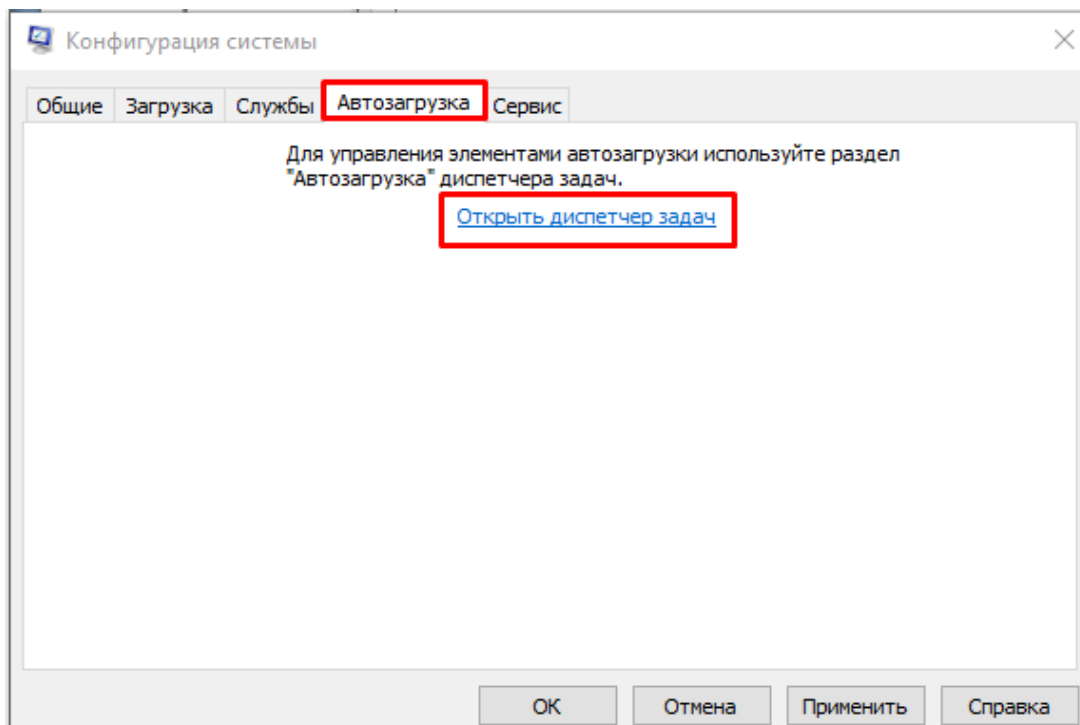 Конфигурация системы
Общие Загрузка Службы Автозагрузка Сервис
Для управления элементами автозагрузки используйте раздел
"Автозагрузка" диспетчера задач.
Открыть диспетчер задач
ОК Отмена Применить Справка